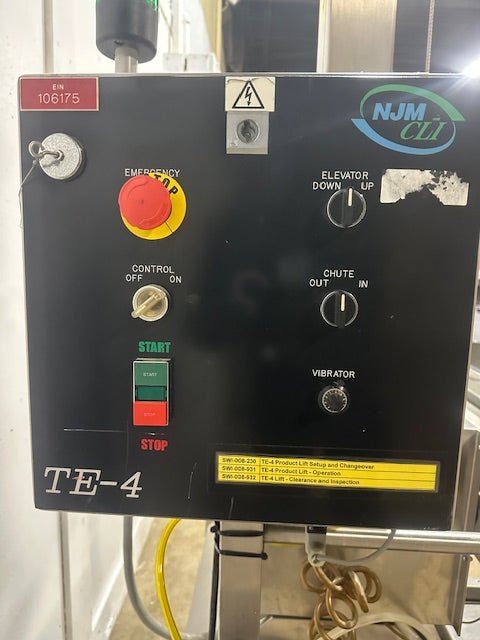 EIN
106175
NJM
CLI
EMERGENCY
STOP
ELEVATOR
DOWN UP
CONTROL
OFF ON
CHUTE
OUT IN
START
START
STOP
STOP
VIBRATOR
SWI-008-230 TE-4 Product Lift Setup and Changeover
SWI-008-931 TE-4 Product Lift - Operation
SWI-008-932 TE-4 Lift - Clearance and Inspection
TE-4